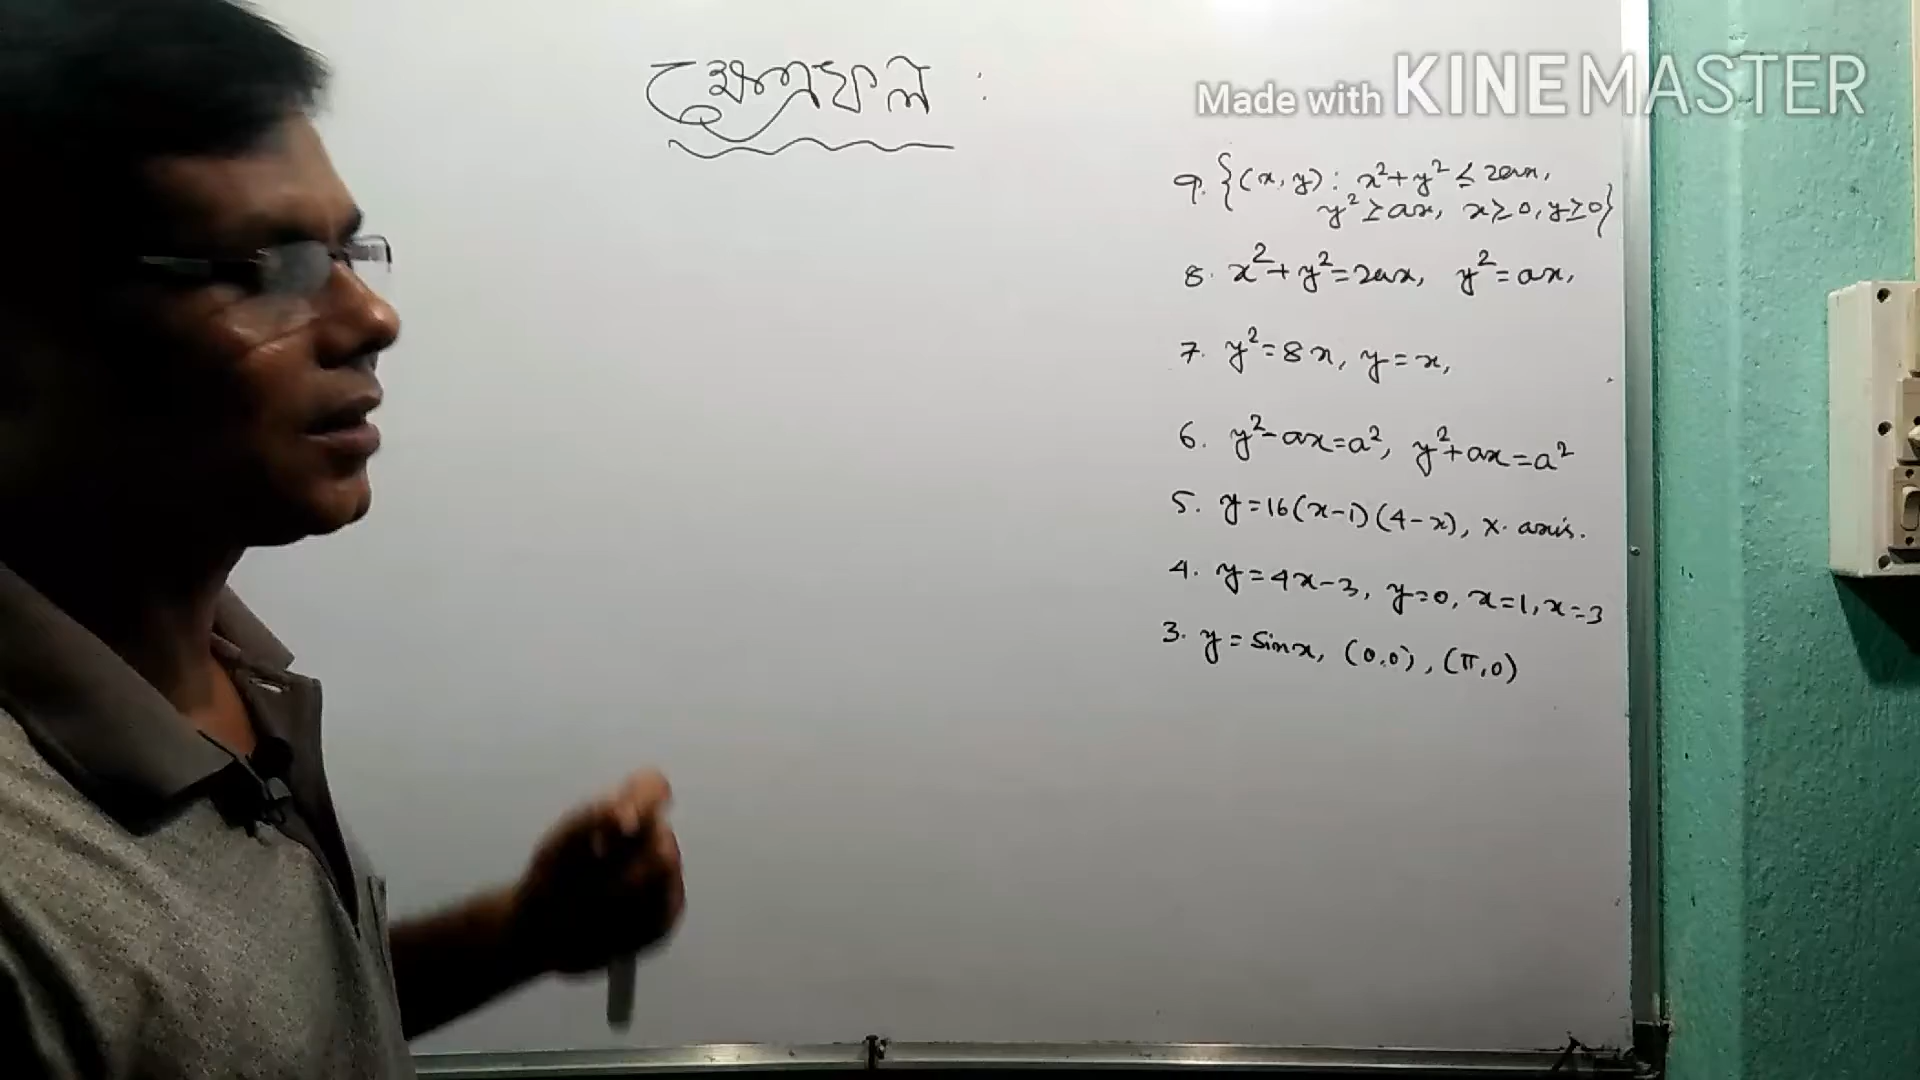 ক্ষেত্রফল :
Made with KINEMASTER
9. {(x, y) : x²+y² ≤ 2ax,
y² ≥ ax, x ≥ 0, y ≥ 0}
8. x²+y²=2ax, y²=ax,
7. y²=8x, y=x,
6. y²-ax=a², y²+ax=a²
5. y=16(x-1)(4-x), x-axis.
4. y=4x-3, y=0, x=1, x=3
3. y=sinx, (0,0), (π,0)